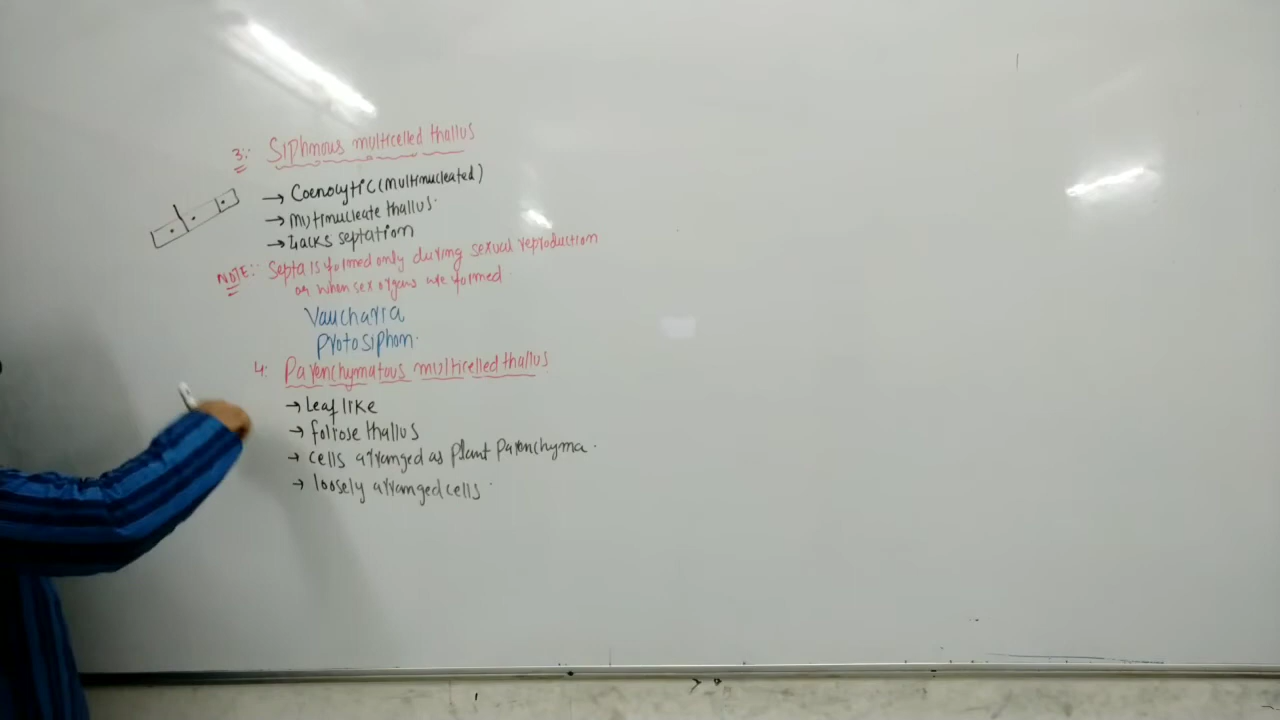 3:- Siphnous multicelled thallus
→ Coenocytic (multinucleated)
→ multinucleate thallus.
→ Lacks septation
NOTE:- Septa is formed only during sexual reproduction
or when sex organs are formed
Vaucharia
Protosiphon.
4: Parenchymatous multicelled thallus
→ Leaf like
→ foliose thallus
→ cells arranged as plant Parenchyma.
→ loosely arranged cells.